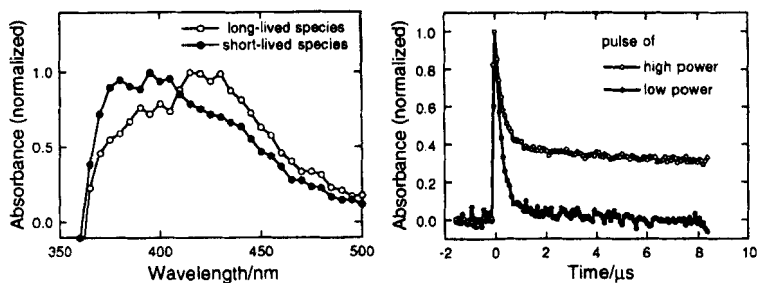 long-lived species
short-lived species
1.0
0.5
0.0
350
400
450
500
Wavelength/nm
Absorbance (normalized)
pulse of
high power
low power
1.0
0.8
0.6
0.4
0.2
0.0
-2
0
2
4
6
8
10
Time/μs
Absorbance (normalized)